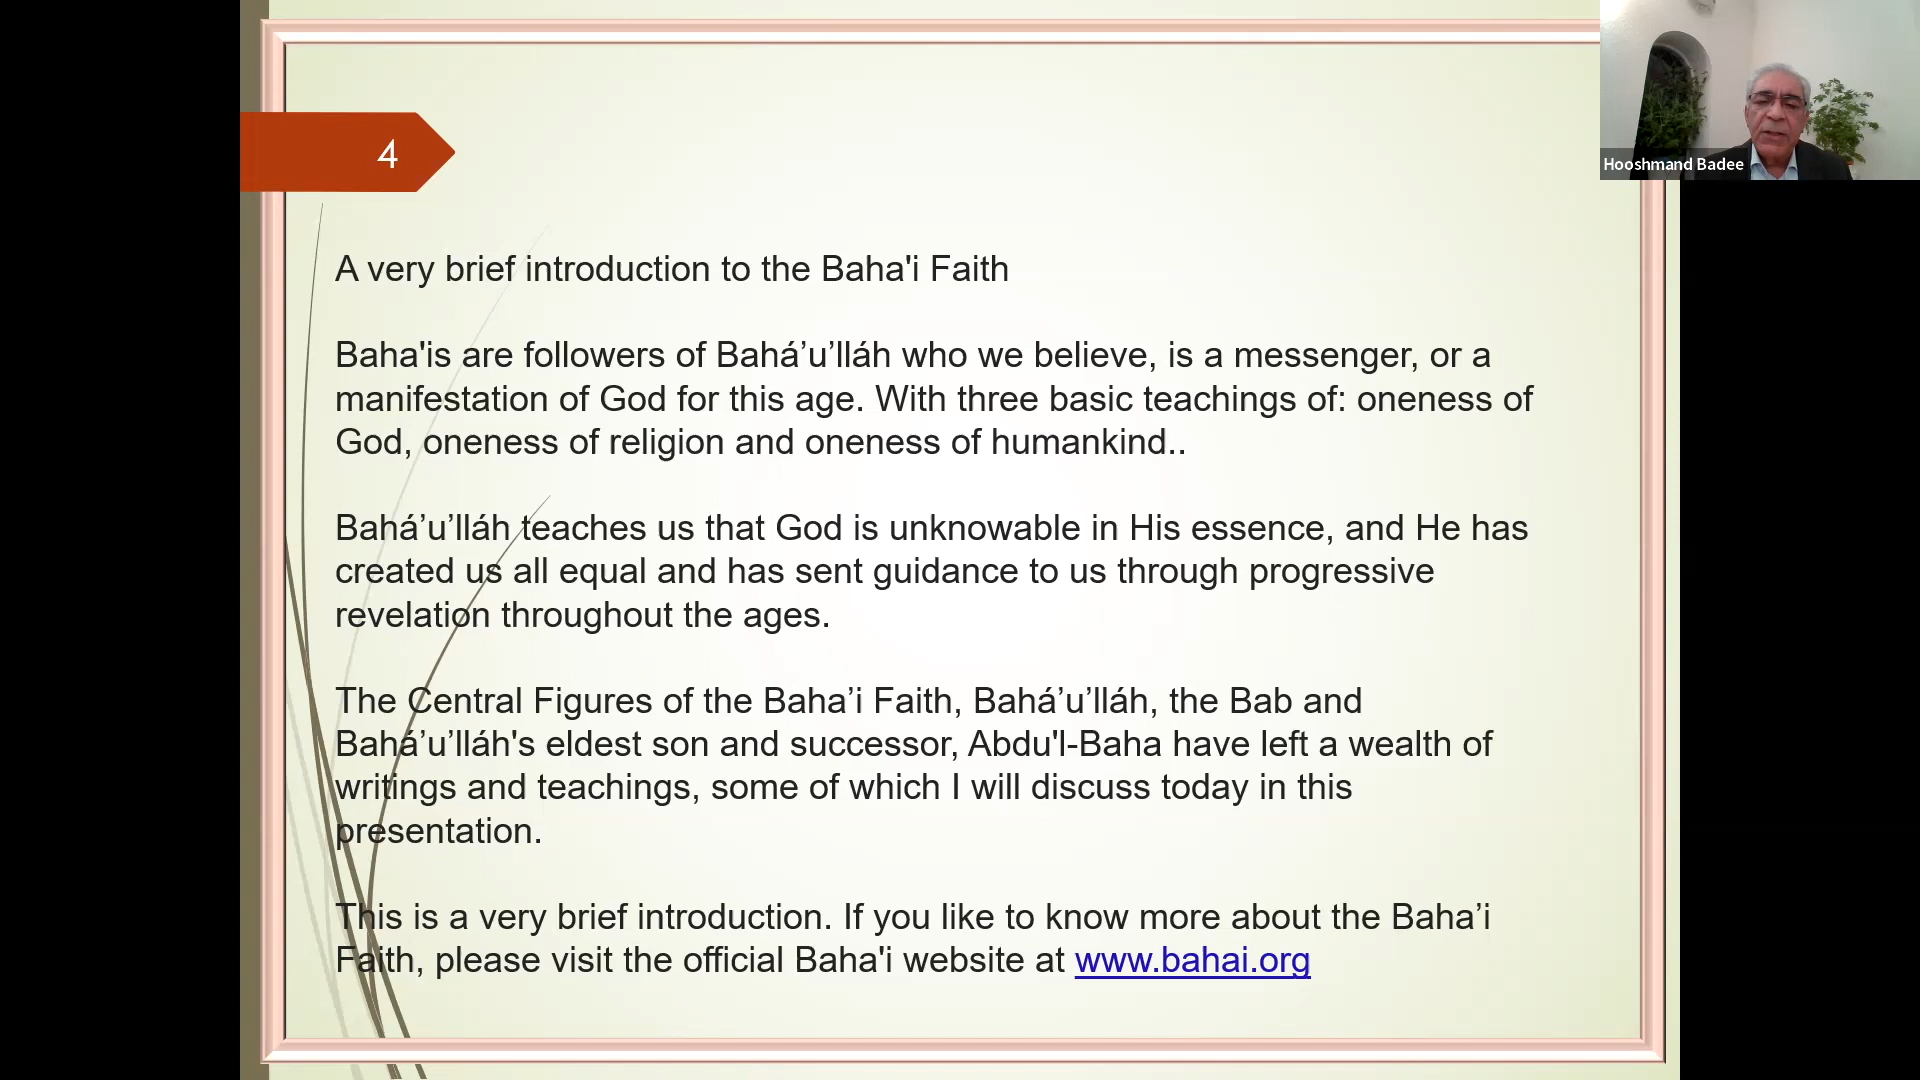 4
Hooshmand Badee
A very brief introduction to the Baha'i Faith
Baha'is are followers of Bahá’u’lláh who we believe, is a messenger, or a
manifestation of God for this age. With three basic teachings of: oneness of
God, oneness of religion and oneness of humankind..
Bahá’u’lláh teaches us that God is unknowable in His essence, and He has
created us all equal and has sent guidance to us through progressive
revelation throughout the ages.
The Central Figures of the Baha’i Faith, Bahá’u’lláh, the Bab and
Bahá’u’lláh's eldest son and successor, Abdu'l-Baha have left a wealth of
writings and teachings, some of which I will discuss today in this
presentation.
This is a very brief introduction. If you like to know more about the Baha’i
Faith, please visit the official Baha'i website at www.bahai.org